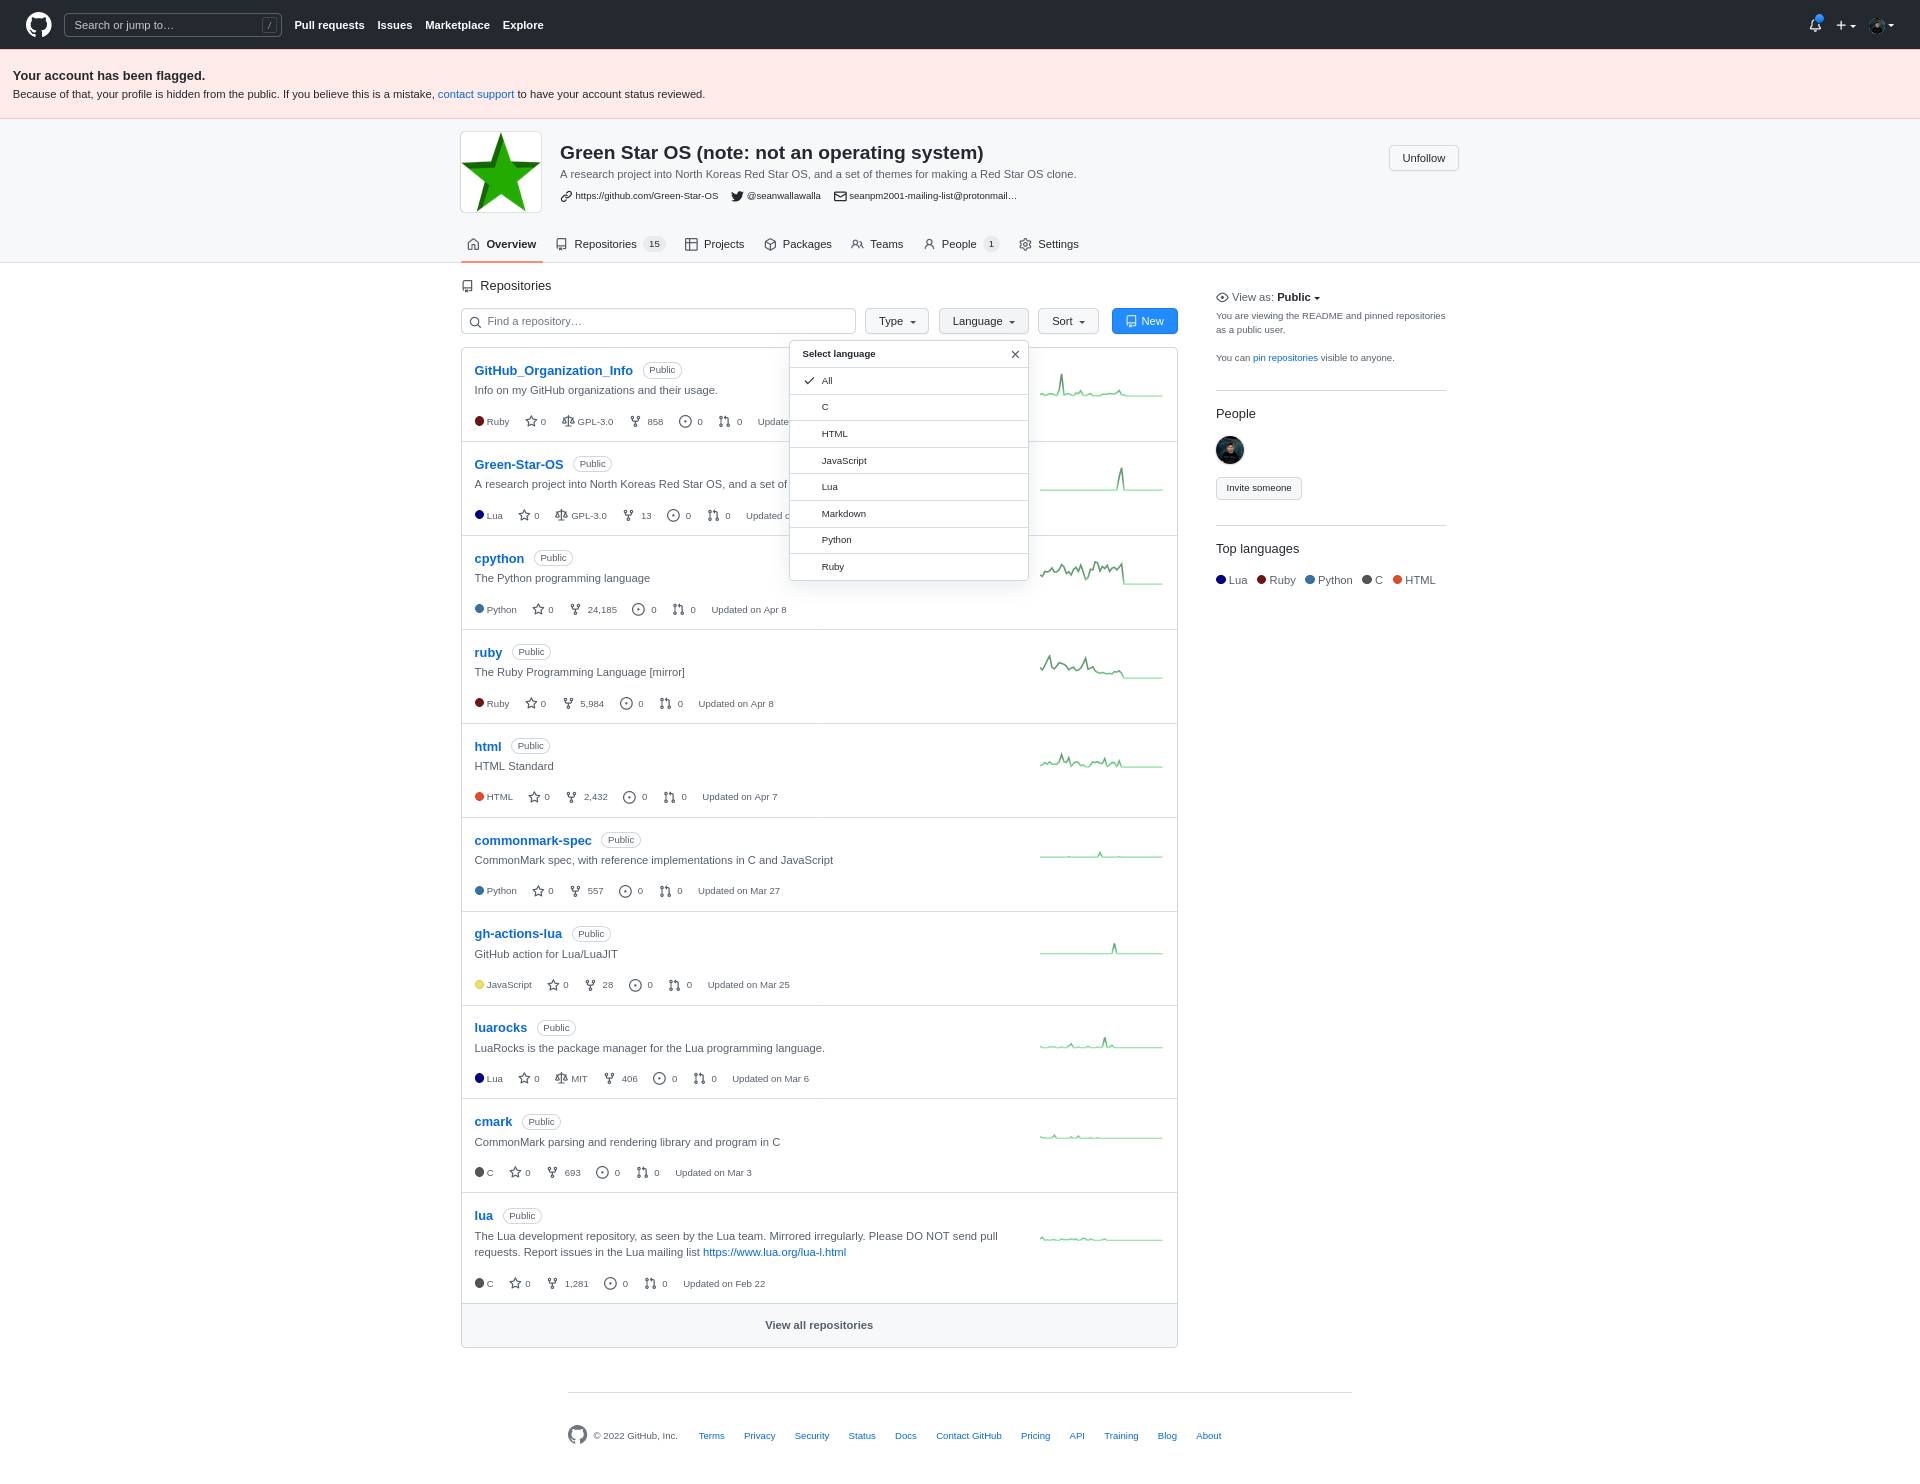 Search or jump to… /
Pull requests Issues Marketplace Explore
Your account has been flagged.
Because of that, your profile is hidden from the public. If you believe this is a mistake, contact support to have your account status reviewed.
Green Star OS (note: not an operating system)
Unfollow
A research project into North Koreas Red Star OS, and a set of themes for making a Red Star OS clone.
https://github.com/Green-Star-OS @seanwallawalla seanpm2001-mailing-list@protonmail…
Overview Repositories 15 Projects Packages Teams People 1 Settings
Repositories
Find a repository…
Type Language Sort New
Select language
All
C
HTML
JavaScript
Lua
Markdown
Python
Ruby
GitHub_Organization_Info Public
Info on my GitHub organizations and their usage.
Ruby 0 GPL-3.0 858 0 0 Update
Green-Star-OS Public
A research project into North Koreas Red Star OS, and a set of
Lua 0 GPL-3.0 13 0 0 Updated
cpython Public
The Python programming language
Python 0 24,185 0 0 Updated on Apr 8
ruby Public
The Ruby Programming Language [mirror]
Ruby 0 5,984 0 0 Updated on Apr 8
html Public
HTML Standard
HTML 0 2,432 0 0 Updated on Apr 7
commonmark-spec Public
CommonMark spec, with reference implementations in C and JavaScript
Python 0 557 0 0 Updated on Mar 27
gh-actions-lua Public
GitHub action for Lua/LuaJIT
JavaScript 0 28 0 0 Updated on Mar 25
luarocks Public
LuaRocks is the package manager for the Lua programming language.
Lua 0 MIT 406 0 0 Updated on Mar 6
cmark Public
CommonMark parsing and rendering library and program in C
C 0 693 0 0 Updated on Mar 3
lua Public
The Lua development repository, as seen by the Lua team. Mirrored irregularly. Please DO NOT send pull
requests. Report issues in the Lua mailing list https://www.lua.org/lua-l.html
C 0 1,281 0 0 Updated on Feb 22
View all repositories
View as: Public
You are viewing the README and pinned repositories
as a public user.
You can pin repositories visible to anyone.
People
Invite someone
Top languages
Lua Ruby Python C HTML
© 2022 GitHub, Inc. Terms Privacy Security Status Docs Contact GitHub Pricing API Training Blog About